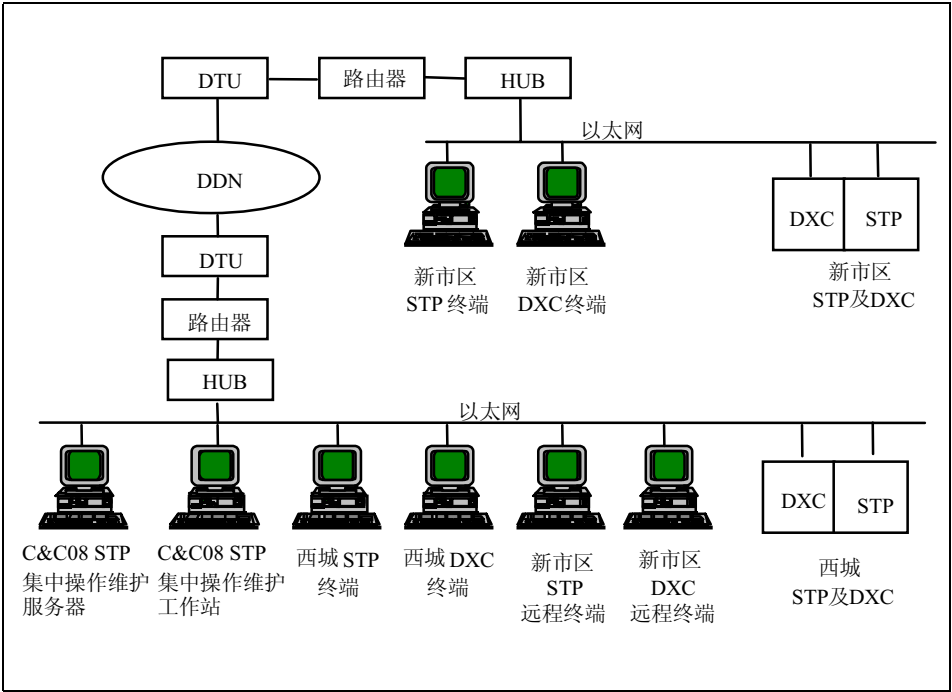 DTU
路由器
HUB
以太网
DDN
DXC
STP
DTU
新市区
STP 终端
新市区
DXC终端
新市区
STP及DXC
路由器
HUB
以太网
DXC
STP
C&C08 STP
集中操作维护
服务器
C&C08 STP
集中操作维护
工作站
西城 STP
终端
西城 DXC
终端
新市区
STP
远程终端
新市区
DXC
远程终端
西城
STP及DXC